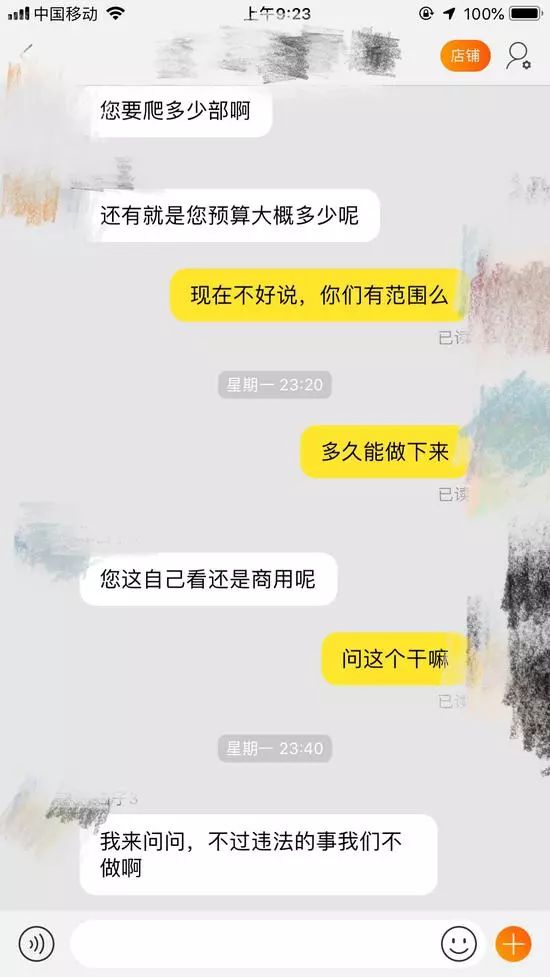 中国移动
上午9:23
100%
店铺
您要爬多少部啊
还有就是您预算大概多少呢
现在不好说，你们有范围么
已读
星期一 23:20
多久能做下来
已读
您这自己看还是商用呢
问这个干嘛
已读
星期一 23:40
子3
我来问问，不过违法的事我们不
做啊